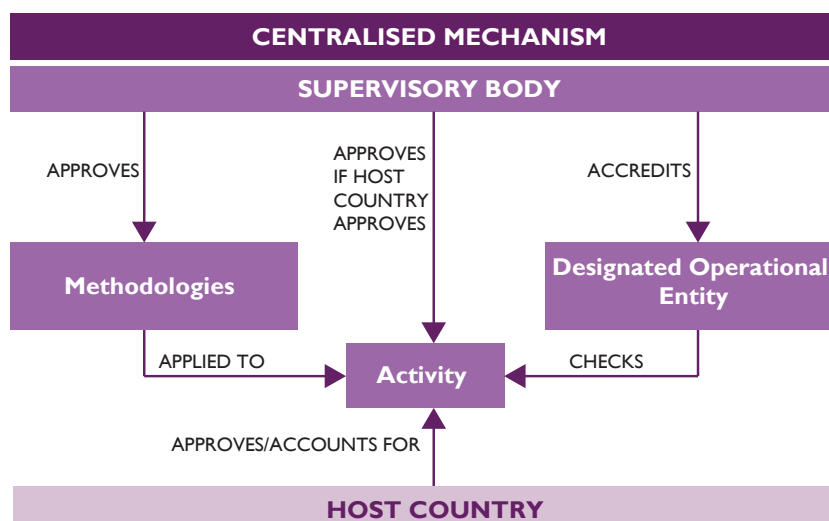 CENTRALISED MECHANISM
SUPERVISORY BODY
APPROVES
APPROVES
IF HOST
COUNTRY
APPROVES
ACCREDITS
Methodologies
Designated Operational
Entity
APPLIED TO
Activity
CHECKS
APPROVES/ACCOUNTS FOR
HOST COUNTRY